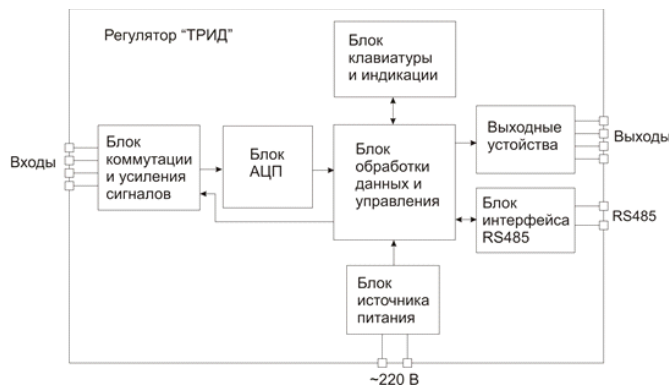 Регулятор “ТРИД”
Блок
клавиатуры
и индикации
Входы
Блок
коммутации
и усиления
сигналов
Блок
АЦП
Блок
обработки
данных и
управления
Выходные
устойства
Выходы
Блок
интерфейса
RS485
RS485
Блок
источника
питания
~220 В